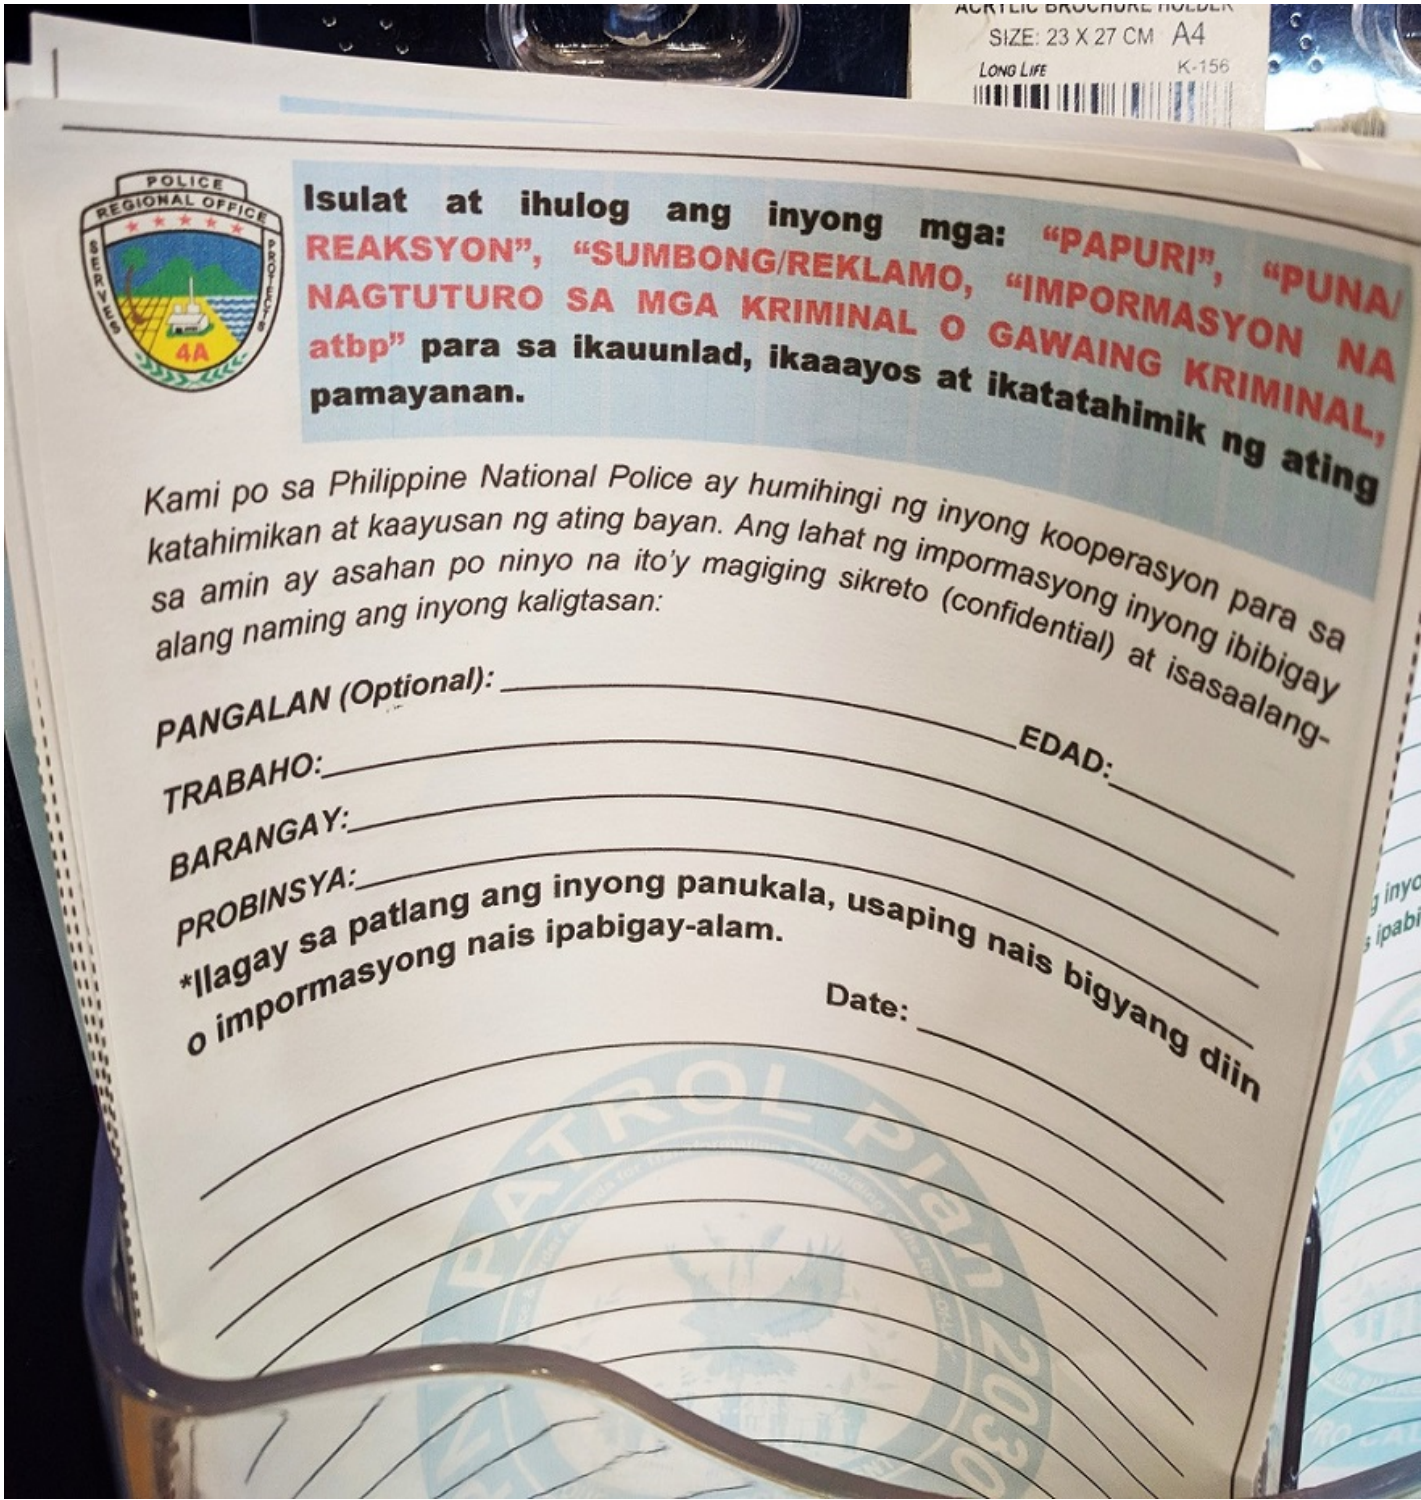 ACRYLIC BROCHURE HOLDER
SIZE: 23 X 27 CM A4
LONG LIFE K-156
POLICE
REGIONAL OFFICE
SERVES
PROTECTS
4A
Isulat at ihulog ang inyong mga: “PAPURI”, “PUNA/
REAKSYON”, “SUMBONG/REKLAMO, “IMPORMASYON NA
NAGTUTURO SA MGA KRIMINAL O GAWAING KRIMINAL,
atbp” para sa ikauunlad, ikaaayos at ikatatahimik ng ating
pamayanan.
Kami po sa Philippine National Police ay humihingi ng inyong kooperasyon para sa
katahimikan at kaayusan ng ating bayan. Ang lahat ng impormasyong inyong ibibigay
sa amin ay asahan po ninyo na ito’y magiging sikreto (confidential) at isasaalang-
alang naming ang inyong kaligtasan:
PANGALAN (Optional): EDAD:
TRABAHO:
BARANGAY:
PROBINSYA:
*Ilagay sa patlang ang inyong panukala, usaping nais bigyang diin
o impormasyong nais ipabigay-alam.
Date:
PATROL Plan 2030